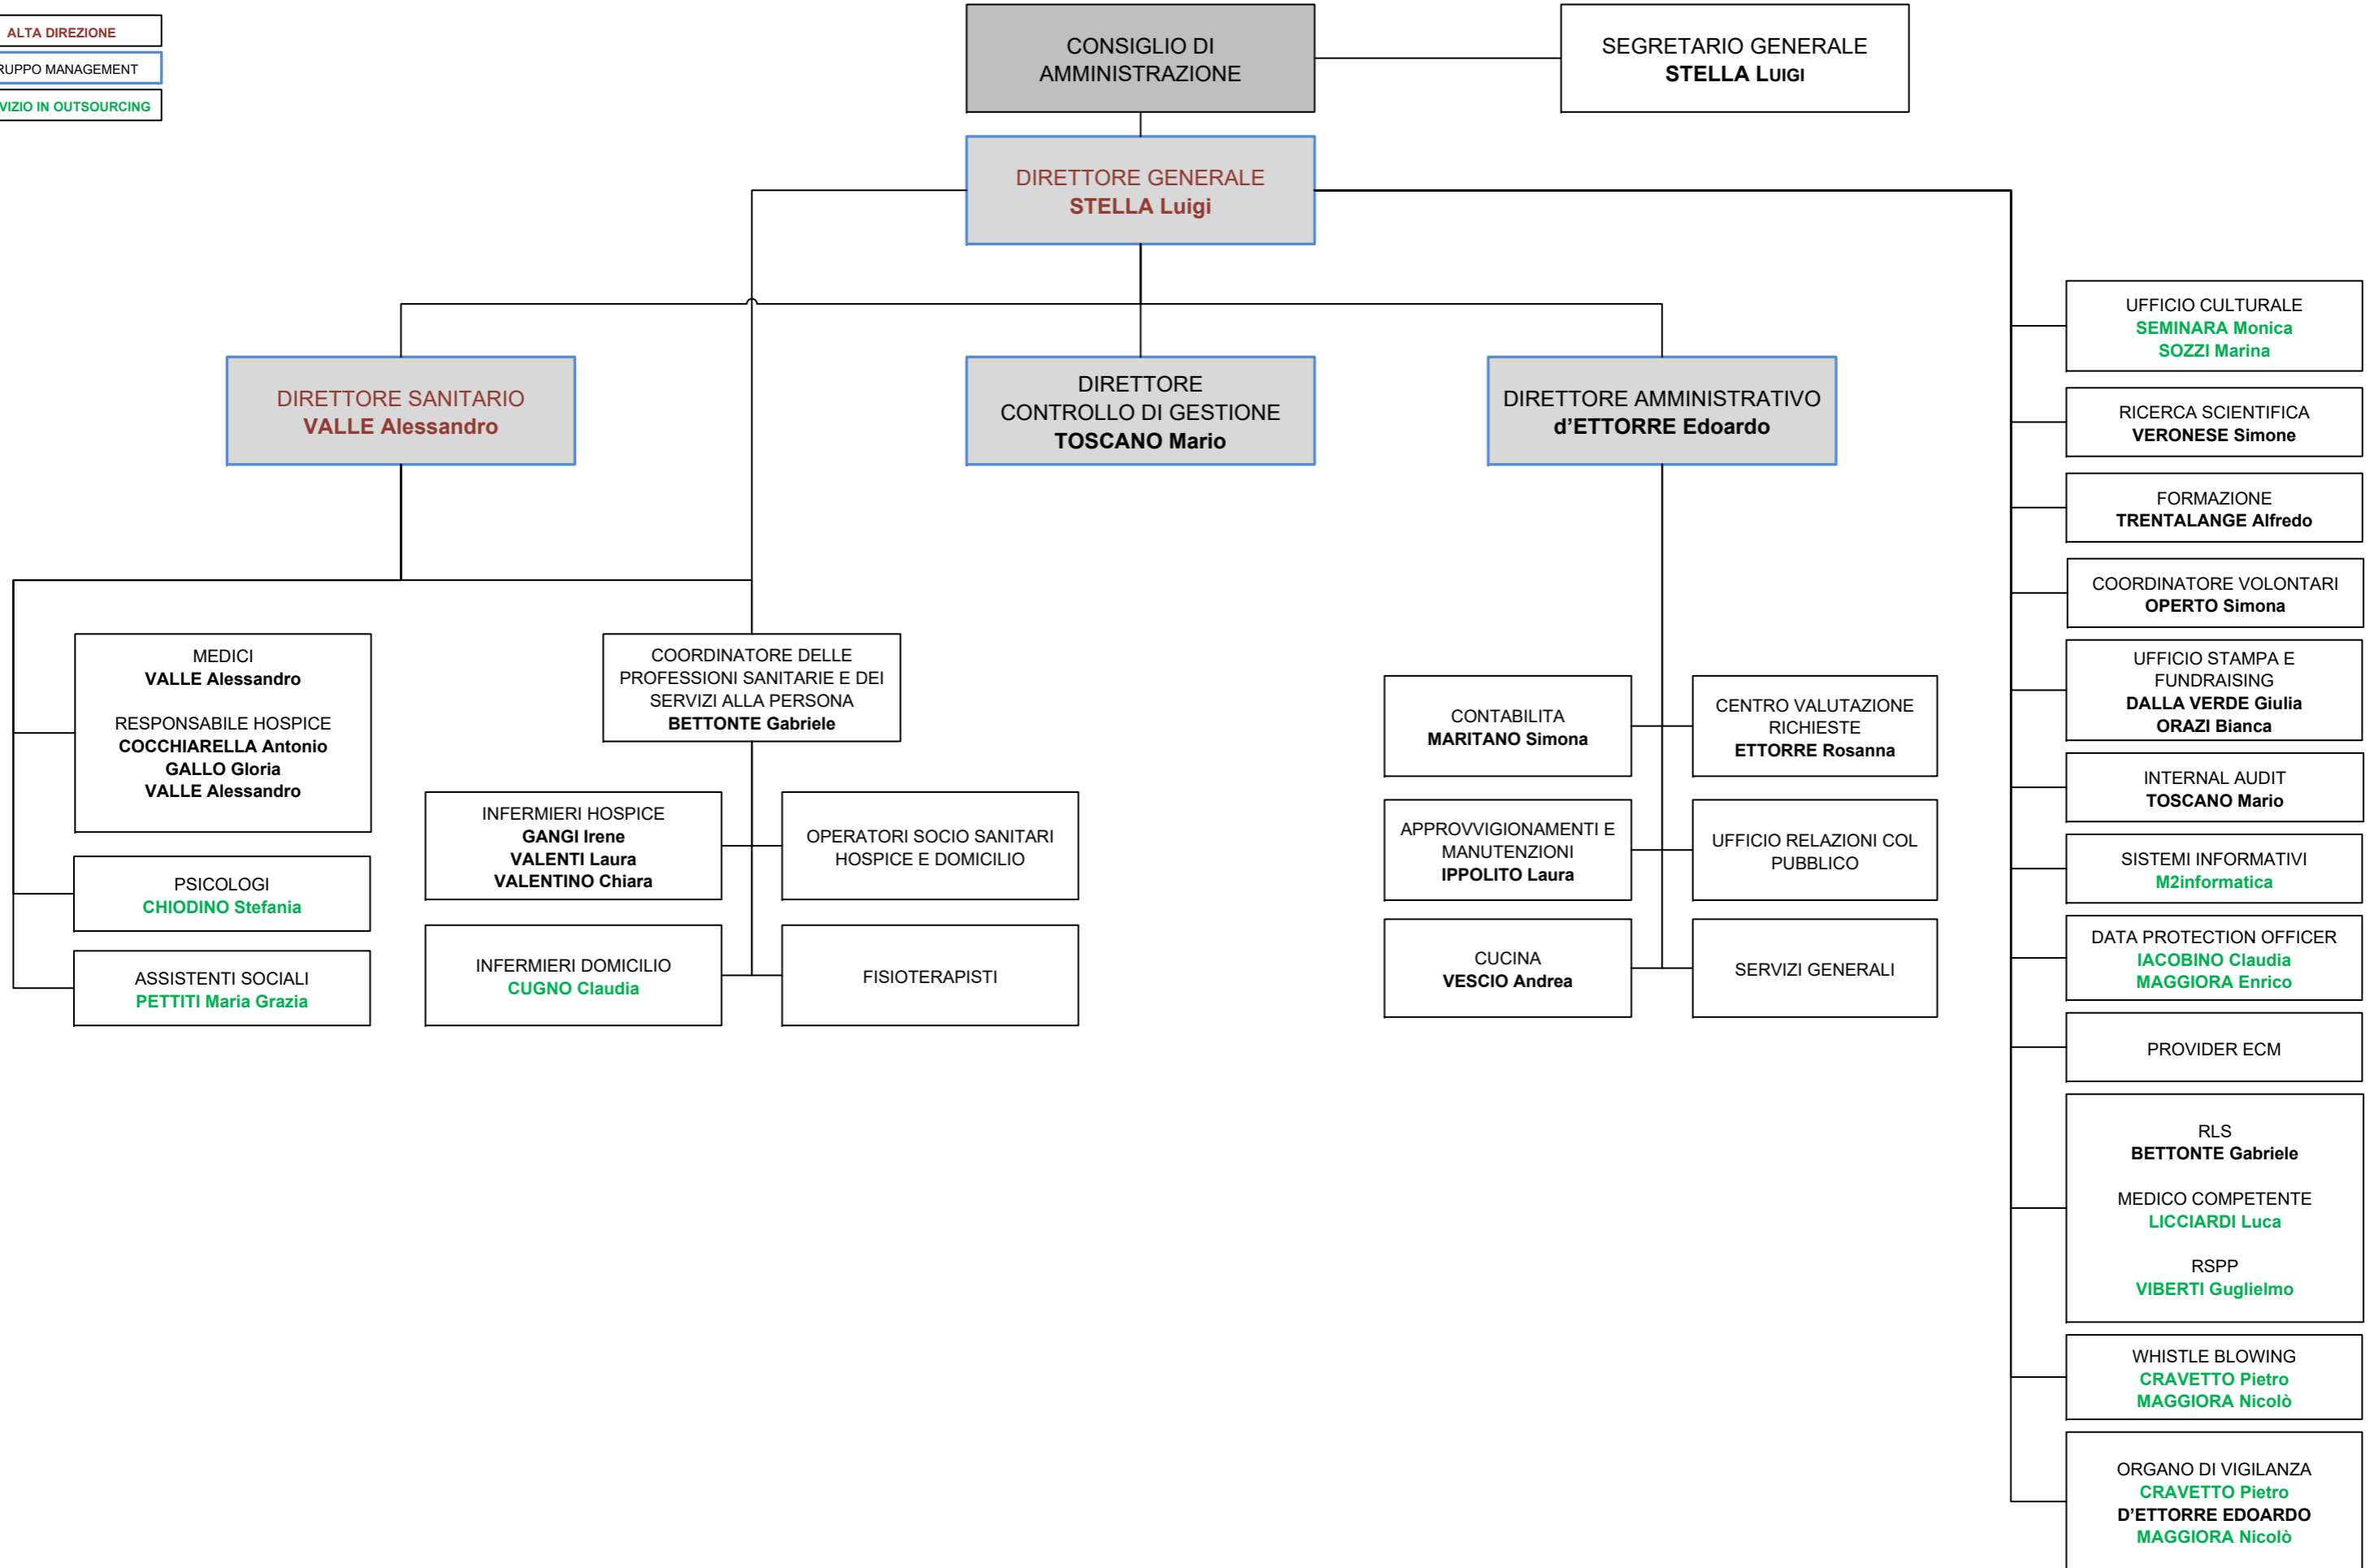 ALTA DIREZIONE
RUPPO MANAGEMENT
VIZIO IN OUTSOURCING
CONSIGLIO DI
AMMINISTRAZIONE
SEGRETARIO GENERALE
STELLA LUIGI
DIRETTORE GENERALE
STELLA Luigi
DIRETTORE SANITARIO
VALLE Alessandro
DIRETTORE
CONTROLLO DI GESTIONE
TOSCANO Mario
DIRETTORE AMMINISTRATIVO
d’ETTORRE Edoardo
MEDICI
VALLE Alessandro
RESPONSABILE HOSPICE
COCCHIARELLA Antonio
GALLO Gloria
VALLE Alessandro
PSICOLOGI
CHIODINO Stefania
ASSISTENTI SOCIALI
PETTITI Maria Grazia
COORDINATORE DELLE
PROFESSIONI SANITARIE E DEI
SERVIZI ALLA PERSONA
BETTONTE Gabriele
INFERMIERI HOSPICE
GANGI Irene
VALENTI Laura
VALENTINO Chiara
OPERATORI SOCIO SANITARI
HOSPICE E DOMICILIO
INFERMIERI DOMICILIO
CUGNO Claudia
FISIOTERAPISTI
CONTABILITA
MARITANO Simona
CENTRO VALUTAZIONE
RICHIESTE
ETTORRE Rosanna
APPROVVIGIONAMENTI E
MANUTENZIONI
IPPOLITO Laura
UFFICIO RELAZIONI COL
PUBBLICO
CUCINA
VESCIO Andrea
SERVIZI GENERALI
UFFICIO CULTURALE
SEMINARA Monica
SOZZI Marina
RICERCA SCIENTIFICA
VERONESE Simone
FORMAZIONE
TRENTALANGE Alfredo
COORDINATORE VOLONTARI
OPERTO Simona
UFFICIO STAMPA E
FUNDRAISING
DALLA VERDE Giulia
ORAZI Bianca
INTERNAL AUDIT
TOSCANO Mario
SISTEMI INFORMATIVI
M2informatica
DATA PROTECTION OFFICER
IACOBINO Claudia
MAGGIORA Enrico
PROVIDER ECM
RLS
BETTONTE Gabriele
MEDICO COMPETENTE
LICCIARDI Luca
RSPP
VIBERTI Guglielmo
WHISTLE BLOWING
CRAVETTO Pietro
MAGGIORA Nicolò
ORGANO DI VIGILANZA
CRAVETTO Pietro
D’ETTORRE EDOARDO
MAGGIORA Nicolò